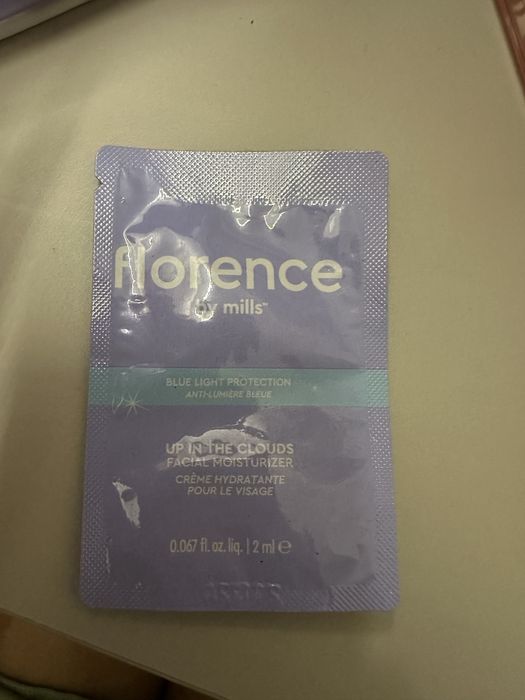 florence
by mills™
BLUE LIGHT PROTECTION
ANTI-LUMIÈRE BLEUE
UP IN THE CLOUDS
FACIAL MOISTURIZER
CRÈME HYDRATANTE
POUR LE VISAGE
0.067 fl. oz. liq. | 2 ml ℮